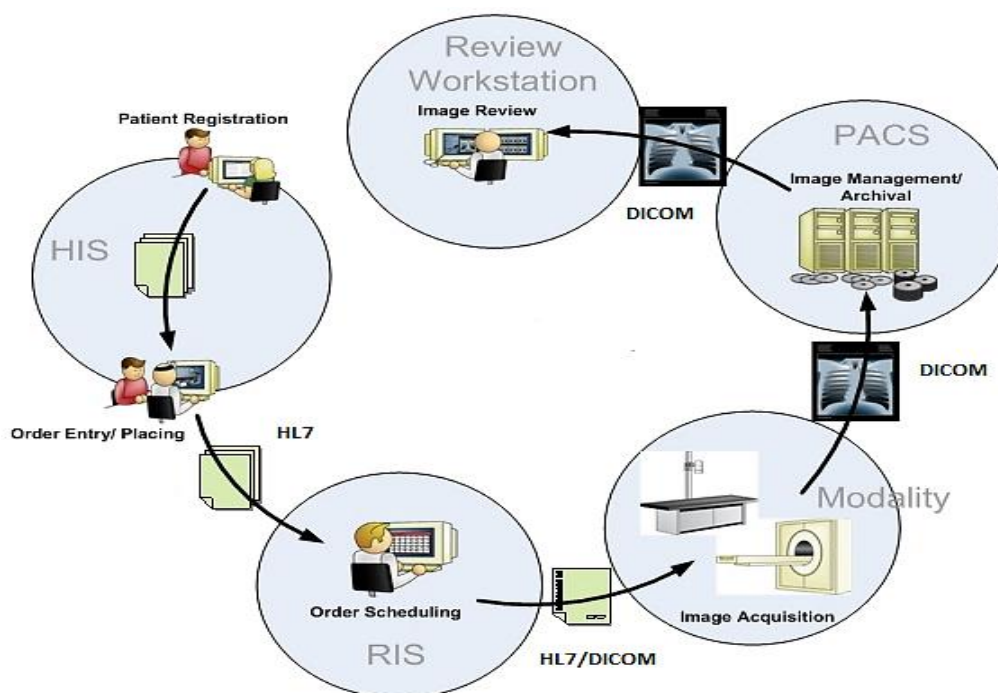 Review
Workstation
Image Review
Patient Registration
PACS
Image Management/
Archival
DICOM
HIS
DICOM
Order Entry/ Placing
HL7
Modality
Order Scheduling
Image Acquisition
RIS
HL7/DICOM